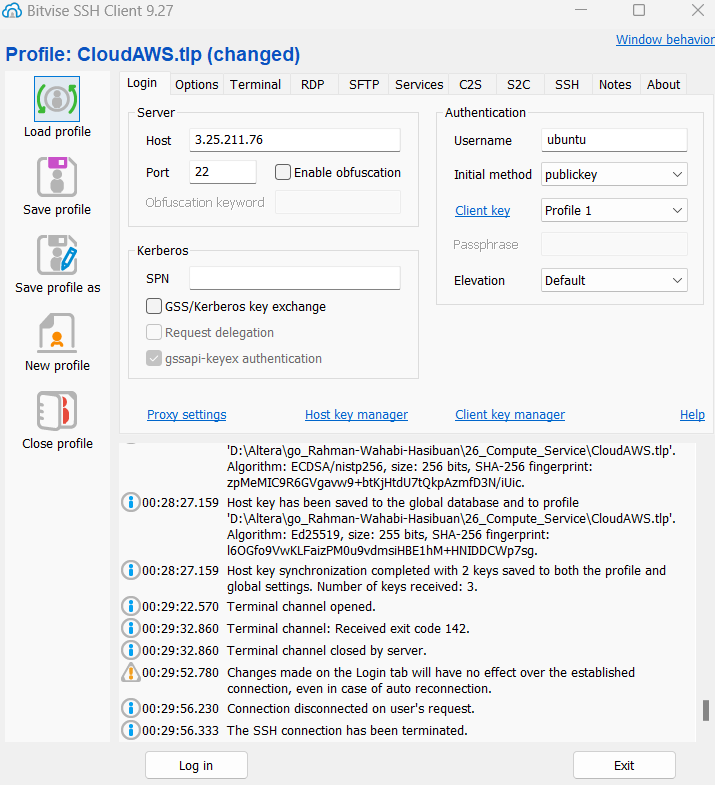 Bitvise SSH Client 9.27
Window behavior
Profile: CloudAWS.tlp (changed)
Load profile
Save profile
Save profile as
New profile
Close profile
Login Options Terminal RDP SFTP Services C2S S2C SSH Notes About
Server
Host 3.25.211.76
Port 22 Enable obfuscation
Obfuscation keyword
Kerberos
SPN
GSS/Kerberos key exchange
Request delegation
gssapi-keyex authentication
Authentication
Username ubuntu
Initial method publickey
Client key Profile 1
Passphrase
Elevation Default
Proxy settings Host key manager Client key manager Help
'D:\Altera\go_Rahman-Wahabi-Hasibuan\26_Compute_Service\CloudAWS.tlp'.
Algorithm: ECDSA/nistp256, size: 256 bits, SHA-256 fingerprint:
zpMeMIC9R6GVgavw9+btKjHtdU7tQkpAzmfD3N/iUic.
00:28:27.159 Host key has been saved to the global database and to profile
'D:\Altera\go_Rahman-Wahabi-Hasibuan\26_Compute_Service\CloudAWS.tlp'.
Algorithm: Ed25519, size: 255 bits, SHA-256 fingerprint:
l6OGfo9VwKLFaizPM0u9vdmsiHBE1hM+HNIDDCWp7sg.
00:28:27.159 Host key synchronization completed with 2 keys saved to both the profile and
global settings. Number of keys received: 3.
00:29:22.570 Terminal channel opened.
00:29:32.860 Terminal channel: Received exit code 142.
00:29:32.860 Terminal channel closed by server.
00:29:52.780 Changes made on the Login tab will have no effect over the established
connection, even in case of auto reconnection.
00:29:56.230 Connection disconnected on user's request.
00:29:56.333 The SSH connection has been terminated.
Log in Exit